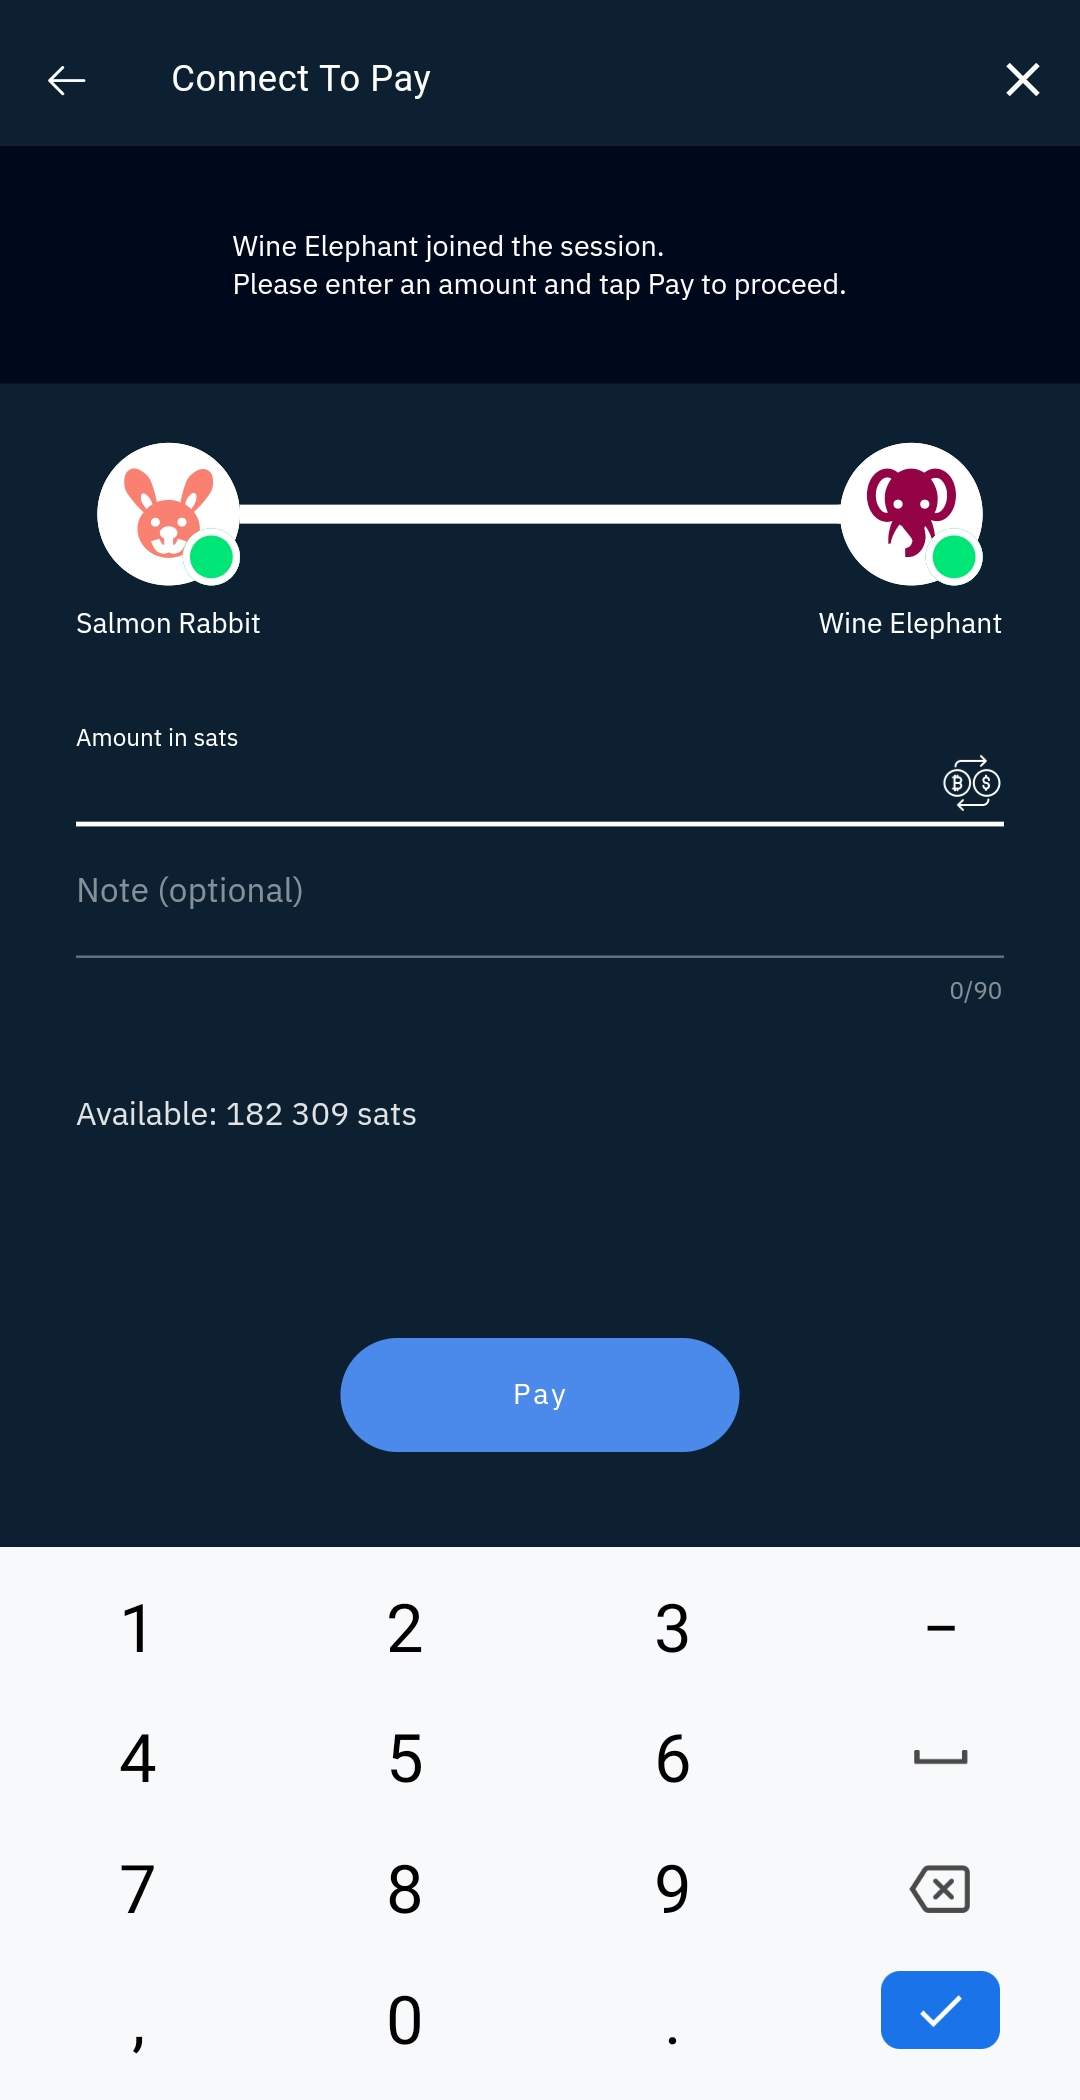 Connect To Pay
Wine Elephant joined the session.
Please enter an amount and tap Pay to proceed.
Salmon Rabbit
Wine Elephant
Amount in sats
Note (optional)
0/90
Available: 182 309 sats
Pay
1 2 3 –
4 5 6
7 8 9
, 0 .